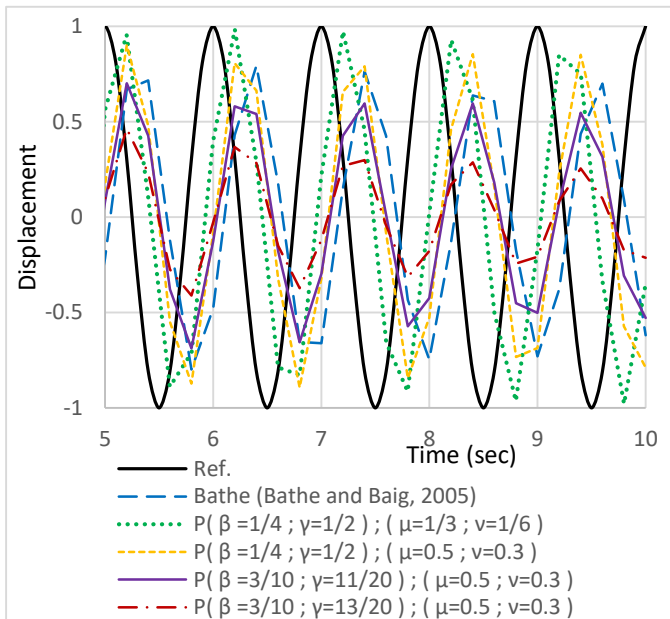 1
0.5
0
-0.5
-1
Displacement
5 6 7 8 9 10
Time (sec)
Ref.
Bathe (Bathe and Baig, 2005)
P( β =1/4 ; γ=1/2 ) ; ( μ=1/3 ; ν=1/6 )
P( β =1/4 ; γ=1/2 ) ; ( μ=0.5 ; ν=0.3 )
P( β =3/10 ; γ=11/20 ) ; ( μ=0.5 ; ν=0.3 )
P( β =3/10 ; γ=13/20 ) ; ( μ=0.5 ; ν=0.3 )